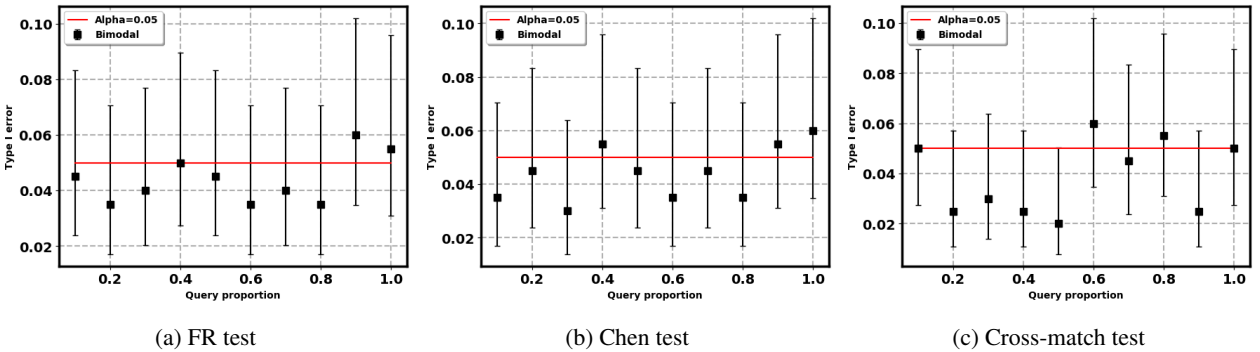 0.10
0.08
0.06
0.04
0.02
Type I error
Alpha=0.05
Bimodal
0.2 0.4 0.6 0.8 1.0
Query proportion
(a) FR test
0.10
0.08
0.06
0.04
0.02
Type I error
Alpha=0.05
Bimodal
0.2 0.4 0.6 0.8 1.0
Query proportion
(b) Chen test
0.10
0.08
0.06
0.04
0.02
Type I error
Alpha=0.05
Bimodal
0.2 0.4 0.6 0.8 1.0
Query proportion
(c) Cross-match test